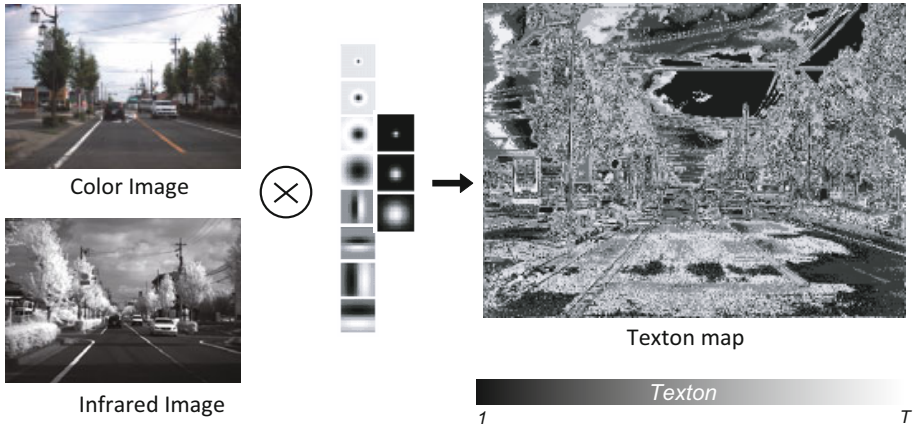 Color Image
Infrared Image
Texton map
Texton
1
T